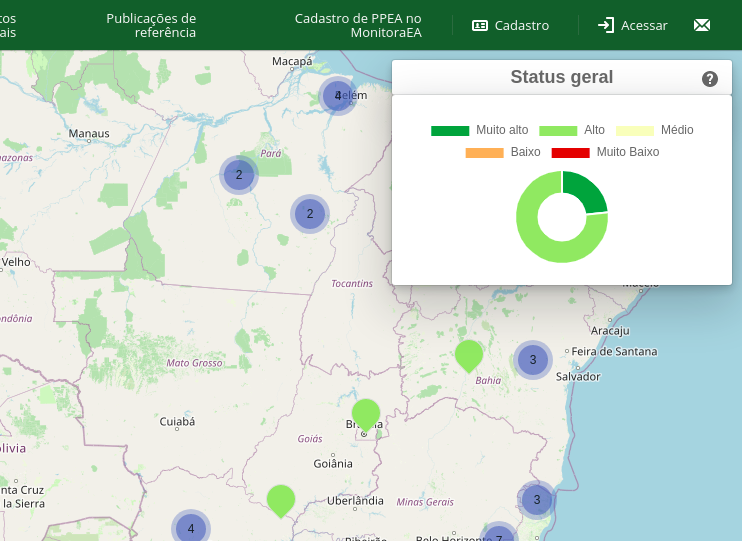 tos
ais
Publicações de
referência
Cadastro de PPEA no
MonitoraEA
Cadastro
Acessar
Status geral
?
Muito alto
Alto
Médio
Baixo
Muito Baixo
Macapá
4
Belém
Manaus
Pará
azonas
2
2
Velho
Tocantins
Maceió
ondônia
Aracaju
Mato Grosso
3
Feira de Santana
Bahia
Salvador
Cuiabá
Brasília
Goiás
olivia
Goiânia
nta Cruz
la Sierra
Uberlândia
Minas Gerais
3
4
7
Ribeirão
Belo Horizonte